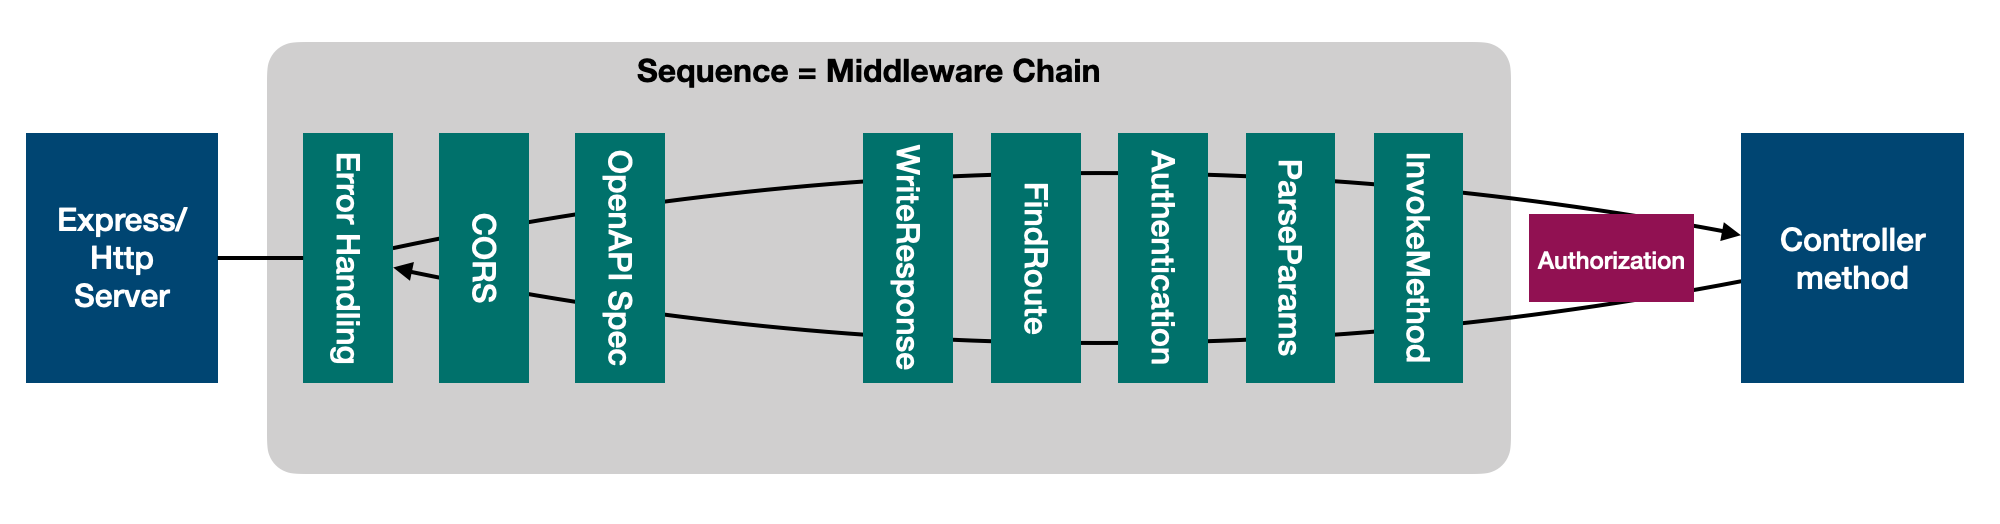 Sequence = Middleware Chain
Express/
Http
Server
Error Handling
CORS
OpenAPI Spec
WriteResponse
FindRoute
Authentication
ParseParams
InvokeMethod
Authorization
Controller
method